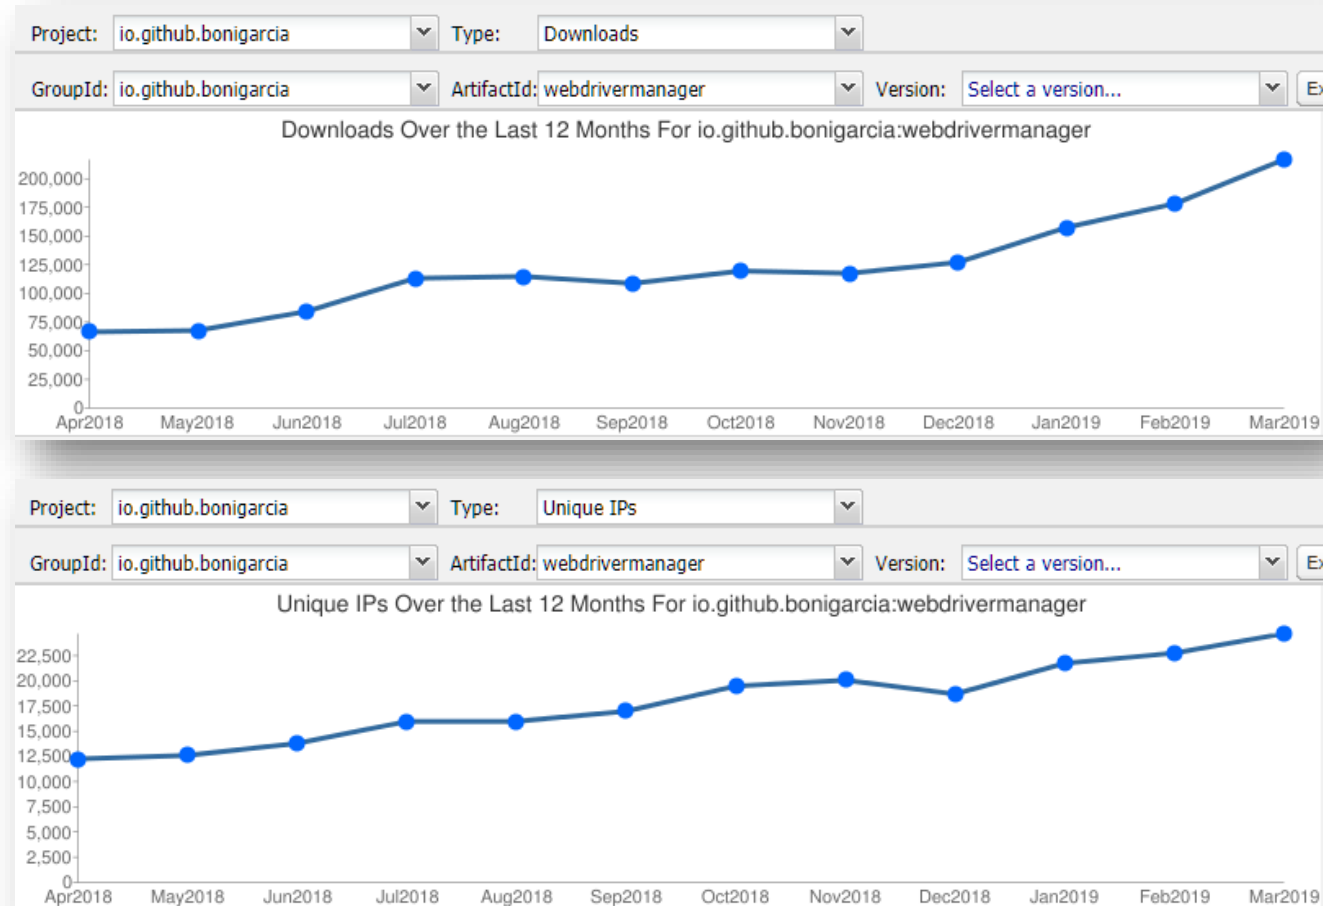 Project: io.github.bonigarcia Type: Downloads
GroupId: io.github.bonigarcia ArtifactId: webdrivermanager Version: Select a version... Ex
Downloads Over the Last 12 Months For io.github.bonigarcia:webdrivermanager
200,000
175,000
150,000
125,000
100,000
75,000
50,000
25,000
0
Apr2018 May2018 Jun2018 Jul2018 Aug2018 Sep2018 Oct2018 Nov2018 Dec2018 Jan2019 Feb2019 Mar2019
Project: io.github.bonigarcia Type: Unique IPs
GroupId: io.github.bonigarcia ArtifactId: webdrivermanager Version: Select a version... Ex
Unique IPs Over the Last 12 Months For io.github.bonigarcia:webdrivermanager
22,500
20,000
17,500
15,000
12,500
10,000
7,500
5,000
2,500
0
Apr2018 May2018 Jun2018 Jul2018 Aug2018 Sep2018 Oct2018 Nov2018 Dec2018 Jan2019 Feb2019 Mar2019